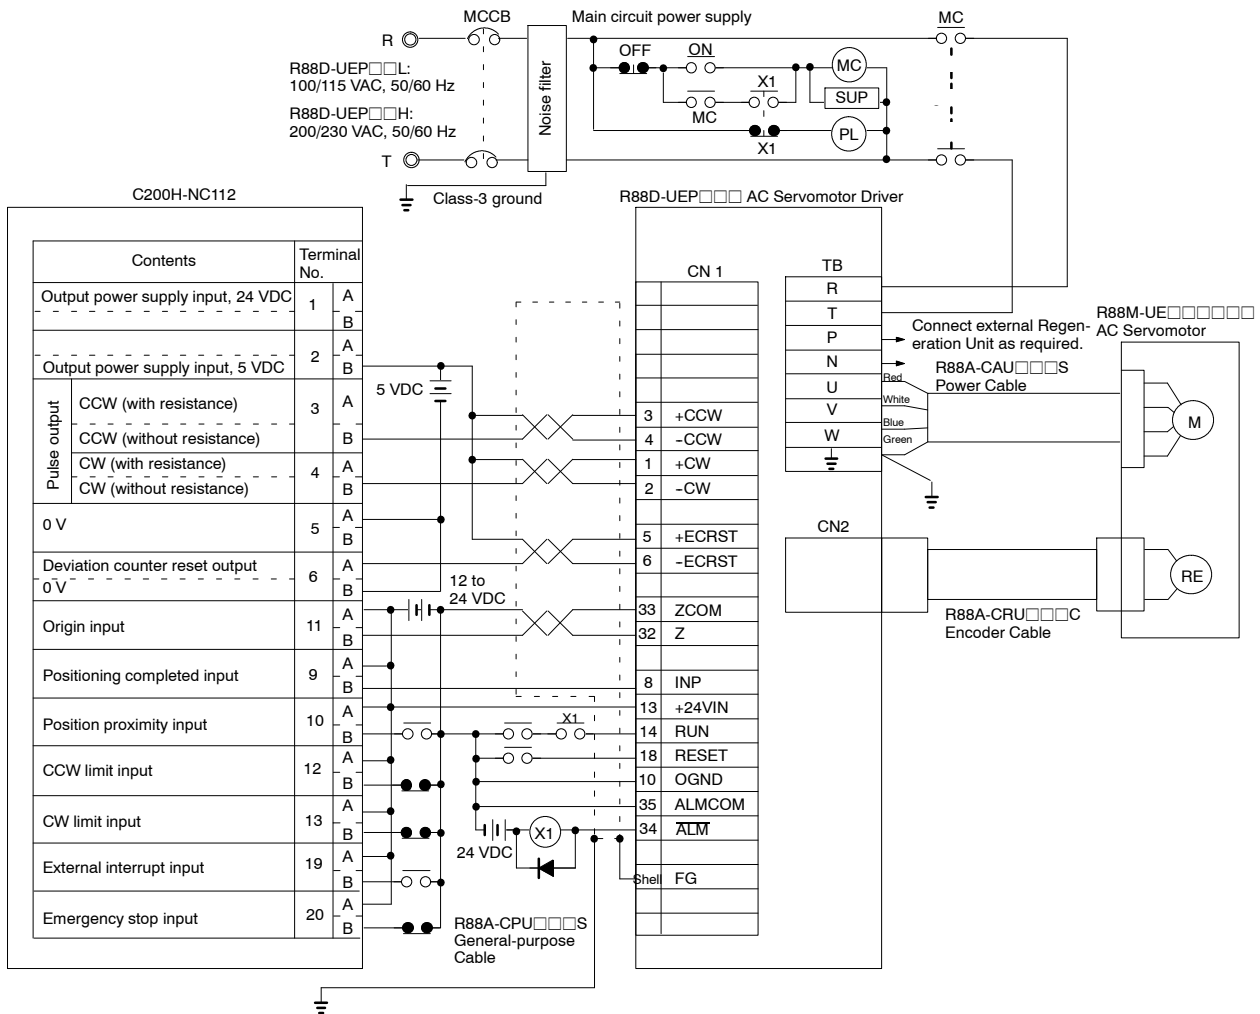 MCCB
Main circuit power supply
MC
R
OFF
ON
MC
R88D-UEP□□L:
100/115 VAC, 50/60 Hz
X1
SUP
Noise filter
MC
R88D-UEP□□H:
200/230 VAC, 50/60 Hz
PL
X1
T
Class-3 ground
C200H-NC112
Contents
Terminal
No.
Output power supply input, 24 VDC
1
A
B
Output power supply input, 5 VDC
2
A
B
Pulse output
CCW (with resistance)
3
A
CCW (without resistance)
B
CW (with resistance)
4
A
CW (without resistance)
B
0 V
5
A
B
Deviation counter reset output
6
A
0 V
B
Origin input
11
A
B
Positioning completed input
9
A
B
Position proximity input
10
A
B
CCW limit input
12
A
B
CW limit input
13
A
B
External interrupt input
19
A
B
Emergency stop input
20
A
B
5 VDC
12 to
24 VDC
X1
24 VDC
X1
R88A-CPU□□□S
General-purpose
Cable
R88D-UEP□□□ AC Servomotor Driver
CN 1
3 +CCW
4 −CCW
1 +CW
2 −CW
5 +ECRST
6 −ECRST
33 ZCOM
32 Z
8 INP
13 +24VIN
14 RUN
18 RESET
10 OGND
35 ALMCOM
34 ALM
Shell FG
TB
R
T
P
N
U
V
W
Connect external Regen-
eration Unit as required.
Red
White
Blue
Green
R88A-CAU□□□S
Power Cable
R88M-UE□□□□□□
AC Servomotor
M
CN2
RE
R88A-CRU□□□C
Encoder Cable